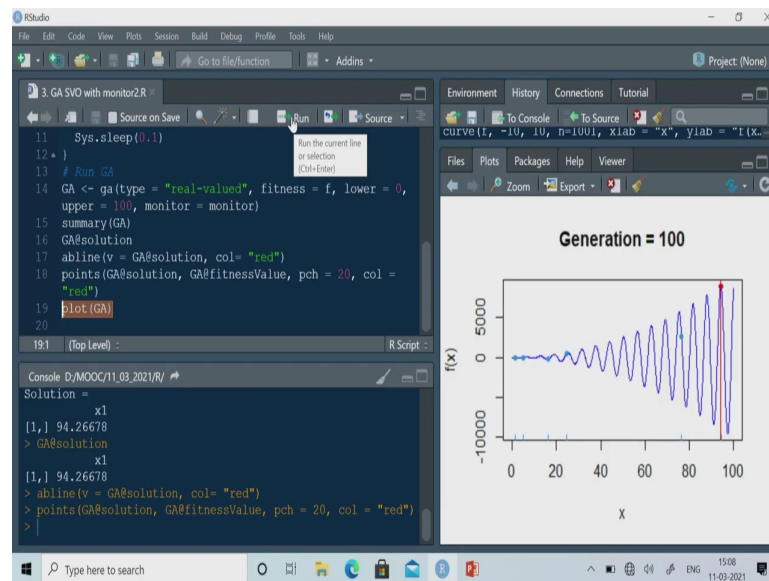 RStudio
File Edit Code View Plots Session Build Debug Profile Tools Help
Go to file/function
Addins
Project: (None)
3. GA SVO with monitor2.R
Source on Save
Run
Source
11 Sys.sleep(0.1)
12 }
13 # Run GA
14 GA <- ga(type = "real-valued", fitness = f, lower = 0,
upper = 100, monitor = monitor)
15 summary(GA)
16 GA@solution
17 abline(v = GA@solution, col= "red")
18 points(GA@solution, GA@fitnessValue, pch = 20, col =
"red")
19 plot(GA)
20
Run the current line
or selection
(Ctrl+Enter)
19:1 (Top Level) R Script
Console D:/MOOC/11_03_2021/R/
Solution =
x1
[1,] 94.26678
> GA@solution
x1
[1,] 94.26678
> abline(v = GA@solution, col= "red")
> points(GA@solution, GA@fitnessValue, pch = 20, col = "red")
>
Environment History Connections Tutorial
To Console To Source
curve(f, -10, 10, n=1001, xlab = "x", ylab = "f(x…
Files Plots Packages Help Viewer
Zoom Export
Generation = 100
f(x)
5000
0
-10000
0 20 40 60 80 100
x
Type here to search
ENG
15:08
11-03-2021